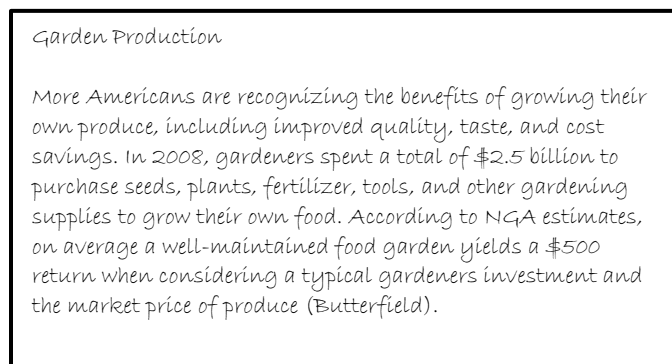 Garden Production
More Americans are recognizing the benefits of growing their
own produce, including improved quality, taste, and cost
savings. In 2008, gardeners spent a total of $2.5 billion to
purchase seeds, plants, fertilizer, tools, and other gardening
supplies to grow their own food. According to NGA estimates,
on average a well-maintained food garden yields a $500
return when considering a typical gardeners investment and
the market price of produce (Butterfield).